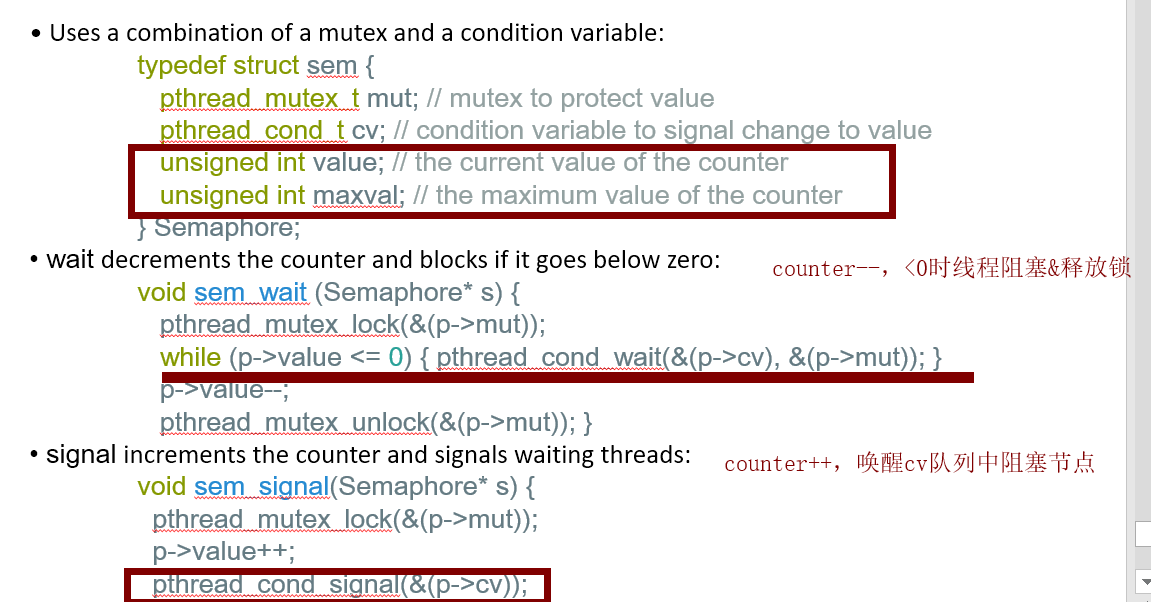 • Uses a combination of a mutex and a condition variable:
typedef struct sem {
pthread_mutex_t mut; // mutex to protect value
pthread_cond_t cv; // condition variable to signal change to value
unsigned int value; // the current value of the counter
unsigned int maxval; // the maximum value of the counter
} Semaphore;
• wait decrements the counter and blocks if it goes below zero:
counter--, <0时线程阻塞&释放锁
void sem_wait (Semaphore* s) {
pthread_mutex_lock(&(p->mut));
while (p->value <= 0) { pthread_cond_wait(&(p->cv), &(p->mut)); }
p->value--;
pthread_mutex_unlock(&(p->mut)); }
• signal increments the counter and signals waiting threads:
counter++, 唤醒cv队列中阻塞节点
void sem_signal(Semaphore* s) {
pthread_mutex_lock(&(p->mut));
p->value++;
pthread_cond_signal(&(p->cv));